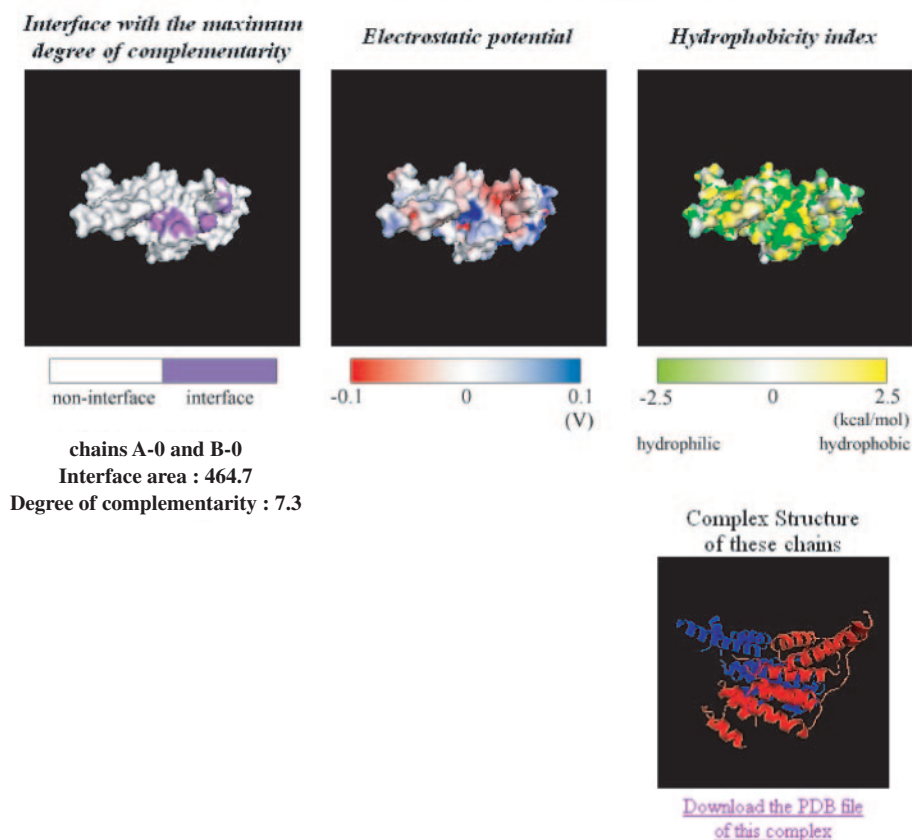 Interface with the maximum
degree of complementarity
Electrostatic potential
Hydrophobicity index
non-interface
interface
-0.1
0
0.1
(V)
-2.5
0
2.5
(kcal/mol)
hydrophilic
hydrophobic
chains A-0 and B-0
Interface area : 464.7
Degree of complementarity : 7.3
Complex Structure
of these chains
Download the PDB file
of this complex